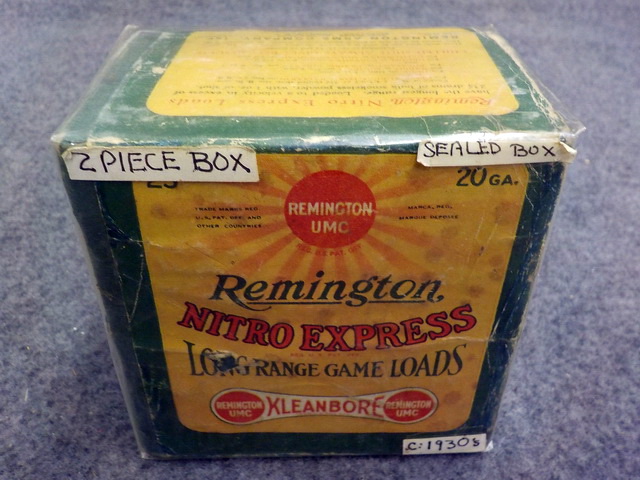 Remington, Nitro Express Loads
2 PIECE BOX
SEALED BOX
25
20 GA.
TRADE MARKS REG.
U.S. PAT. OFF. AND
OTHER COUNTRIES
REMINGTON
UMC
MARCA REG.
MARQUE DEPOSÉE
Remington,
NITRO EXPRESS
LONG RANGE GAME LOADS
REMINGTON
UMC
KLEANBORE
REMINGTON
UMC
C: 1930s